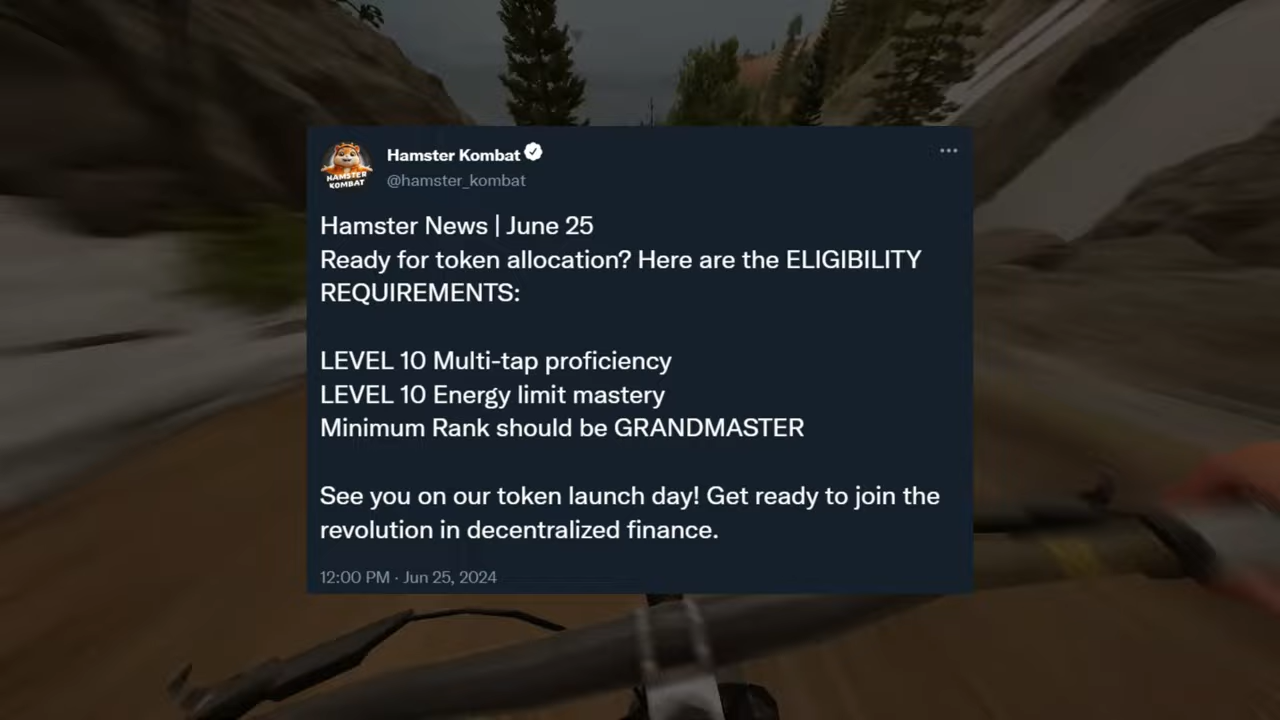 HAMSTER
KOMBAT
Hamster Kombat
@hamster_kombat
Hamster News | June 25
Ready for token allocation? Here are the ELIGIBILITY
REQUIREMENTS:
LEVEL 10 Multi-tap proficiency
LEVEL 10 Energy limit mastery
Minimum Rank should be GRANDMASTER
See you on our token launch day! Get ready to join the
revolution in decentralized finance.
12:00 PM · Jun 25, 2024